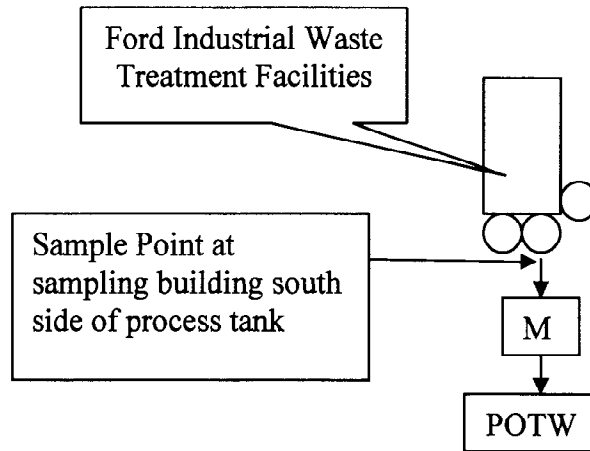 Ford Industrial Waste
Treatment Facilities
Sample Point at
sampling building south
side of process tank
M
POTW